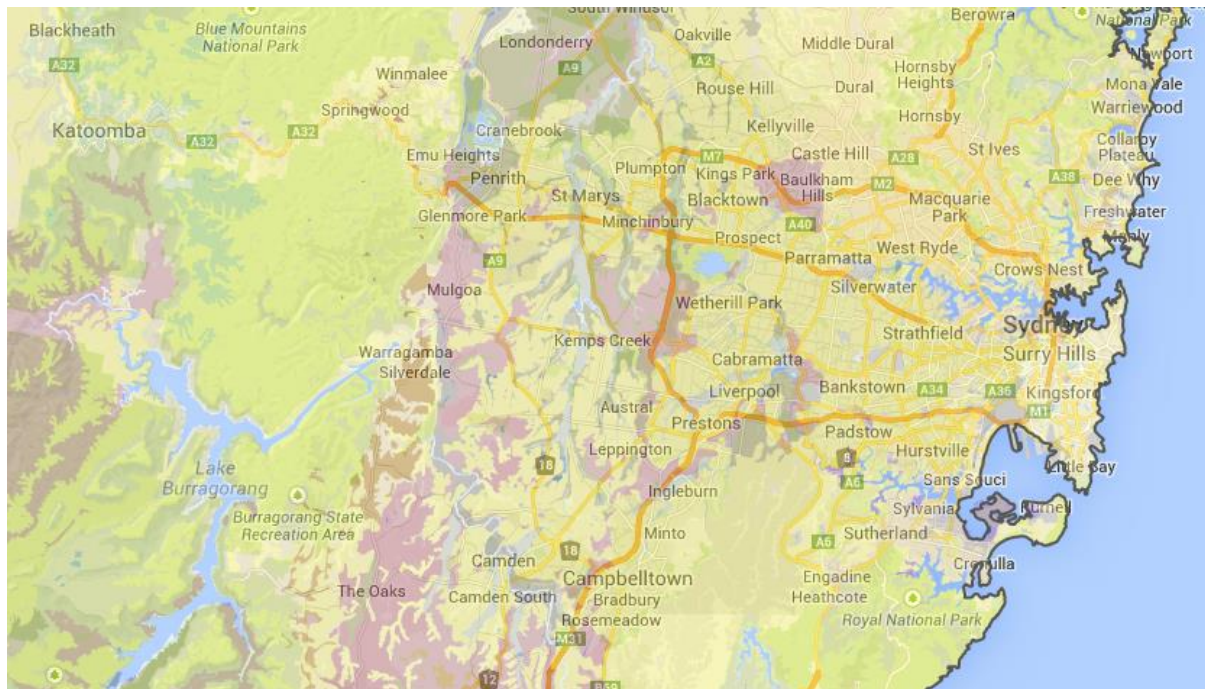 South Windsor
Berowra
National Park
Blackheath
Blue Mountains
National Park
Londonderry
Oakville
Middle Dural
Newport
A32
Winmalee
A9
A2
Hornsby
Heights
Rouse Hill
Dural
Mona Vale
Springwood
Warriewood
Katoomba
A32
A32
Cranebrook
Kellyville
Hornsby
Collaroy
Plateau
Emu Heights
Plumpton
M7
Castle Hill
A28
St Ives
Penrith
Kings Park
Baulkham
Hills
M2
A38
Dee Why
St Marys
Blacktown
Macquarie
Park
Glenmore Park
Minchinbury
A40
Freshwater
Prospect
West Ryde
Manly
A9
Parramatta
Crows Nest
Mulgoa
Silverwater
Wetherill Park
Sydney
Strathfield
Kemps Creek
Warragamba
Silverdale
Cabramatta
Surry Hills
Liverpool
Bankstown
A34
A36
Kingsford
Austral
M1
Prestons
Padstow
Leppington
Hurstville
18
8
Lake
Burragorang
Little Bay
A6
Sans Souci
Ingleburn
Burragorang State
Recreation Area
Sylvania
Kurnell
Minto
A6
Sutherland
18
Camden
Cronulla
Campbelltown
Engadine
Heathcote
The Oaks
Camden South
Bradbury
Rosemeadow
Royal National Park
M31
12
B69